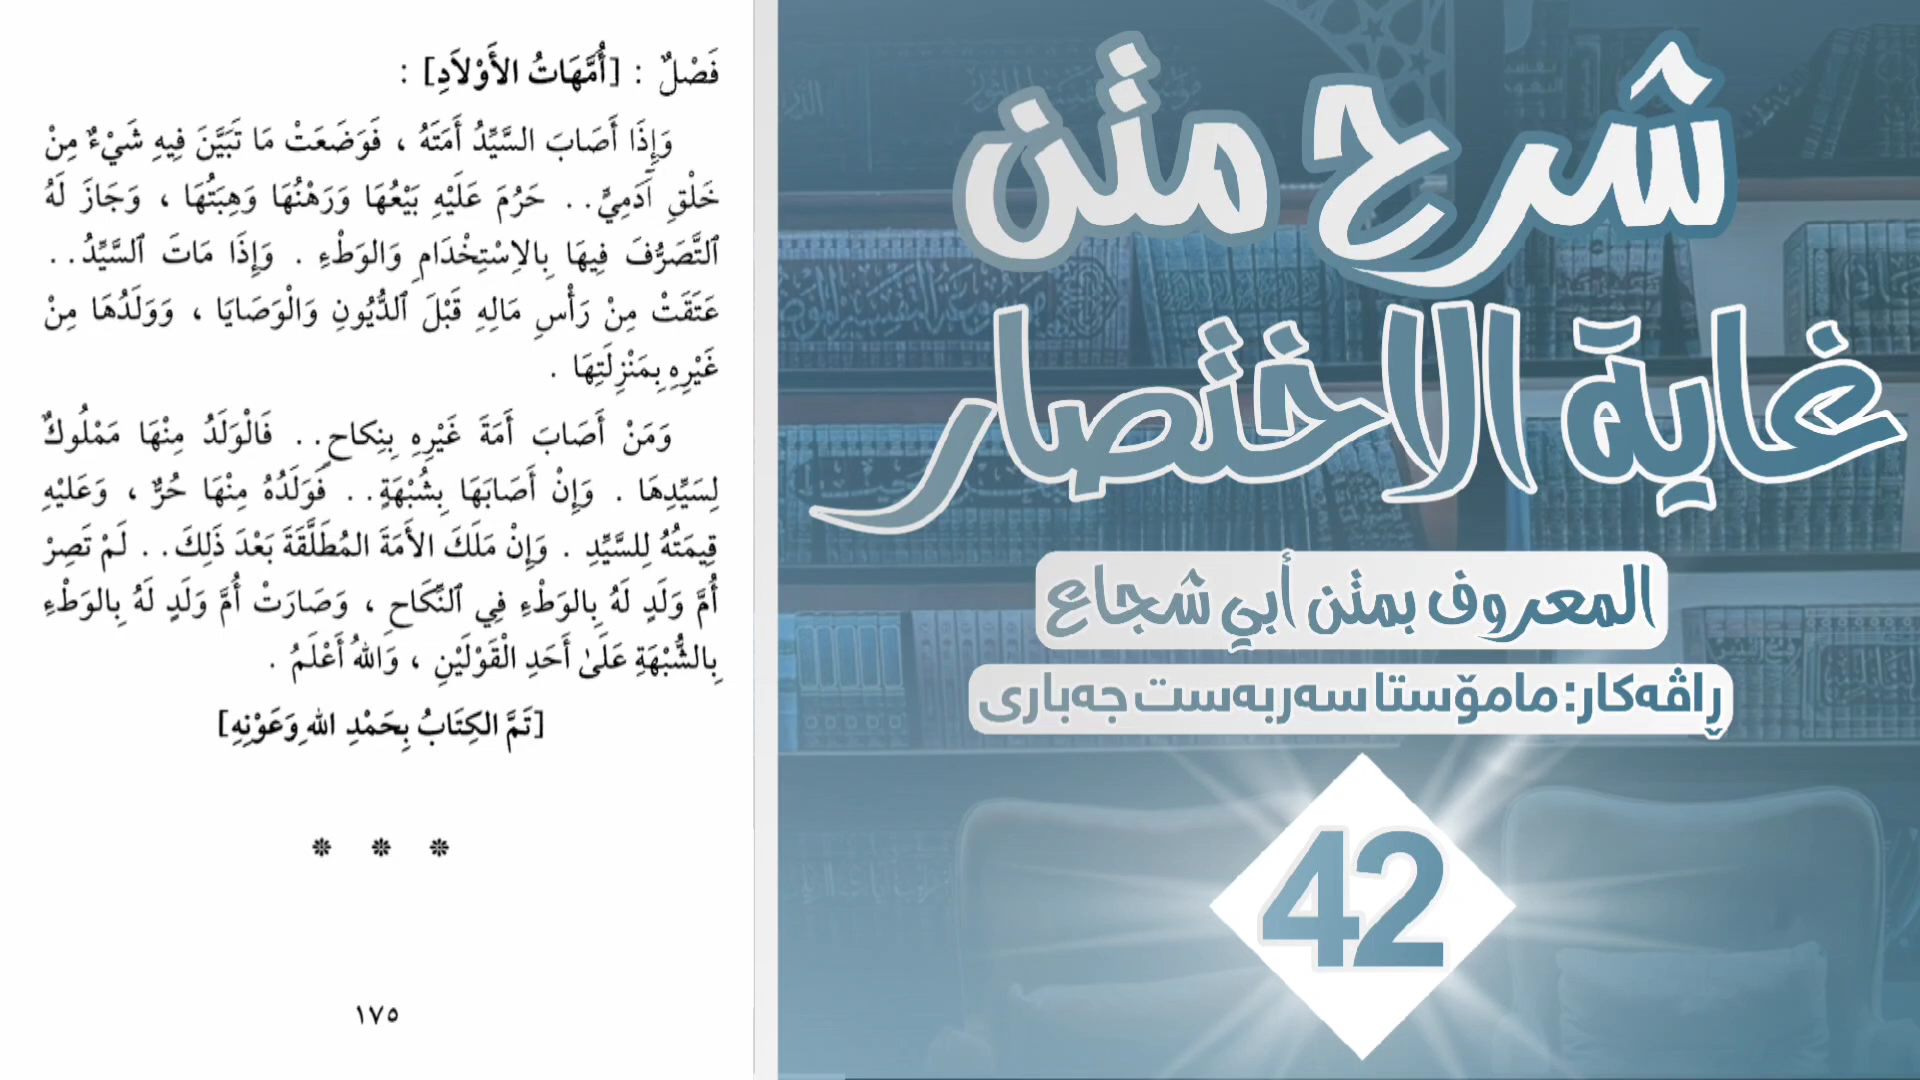 فَصْلٌ : [أُمَّهَاتُ الأَوْلاَدِ] :
وَإِذَا أَصَابَ السَّيِّدُ أَمَتَهُ ، فَوَضَعَتْ مَا تَبَيَّنَ فِيهِ شَيْءٌ مِنْ
خَلْقِ آدَمِيٍّ.. حَرُمَ عَلَيْهِ بَيْعُهَا وَرَهْنُهَا وَهِبَتُهَا ، وَجَازَ لَهُ
ٱلتَّصَرُّفَ فِيهَا بِالِاسْتِخْدَامِ وَالوَطْءِ . وَإِذَا مَاتَ ٱلسَّيِّدُ..
عَتَقَتْ مِنْ رَأْسِ مَالِهِ قَبْلَ ٱلدُّيُونِ وَالْوَصَايَا ، وَوَلَدُهَا مِنْ
غَيْرِهِ بِمَنْزِلَتِهَا .
وَمَنْ أَصَابَ أَمَةَ غَيْرِهِ بِنِكاحٍ.. فَالْوَلَدُ مِنْهَا مَمْلُوكٌ
لِسَيِّدِهَا . وَإِنْ أَصَابَهَا بِشُبْهَةٍ.. فَوَلَدُهُ مِنْهَا حُرٌّ ، وَعَلَيْهِ
قِيمَتُهُ لِلسَّيِّدِ . وَإِنْ مَلَكَ الأَمَةَ المُطَلَّقَةَ بَعْدَ ذَلِكَ.. لَمْ تَصِرْ
أُمَّ وَلَدٍ لَهُ بِالوَطْءِ فِي ٱلنِّكَاحِ ، وَصَارَتْ أُمَّ وَلَدٍ لَهُ بِالوَطْءِ
بِالشُّبْهَةِ عَلَىٰ أَحَدِ الْقَوْلَيْنِ ، وَاللهُ أَعْلَمُ .
[تَمَّ الكِتَابُ بِحَمْدِ اللهِ وَعَوْنِهِ]
* * *
١٧٥
شرح متن
غاية الاختصار
المعروف بمتن أبي شجاع
ڕاڤەکار: مامۆستا سەربەست جەباری
42